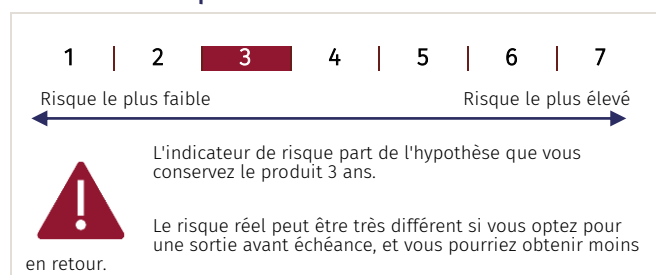 1 | 2 3 4 | 5 | 6 | 7
Risque le plus faible Risque le plus élevé
L'indicateur de risque part de l'hypothèse que vous
conservez le produit 3 ans.
Le risque réel peut être très différent si vous optez pour
une sortie avant échéance, et vous pourriez obtenir moins
en retour.